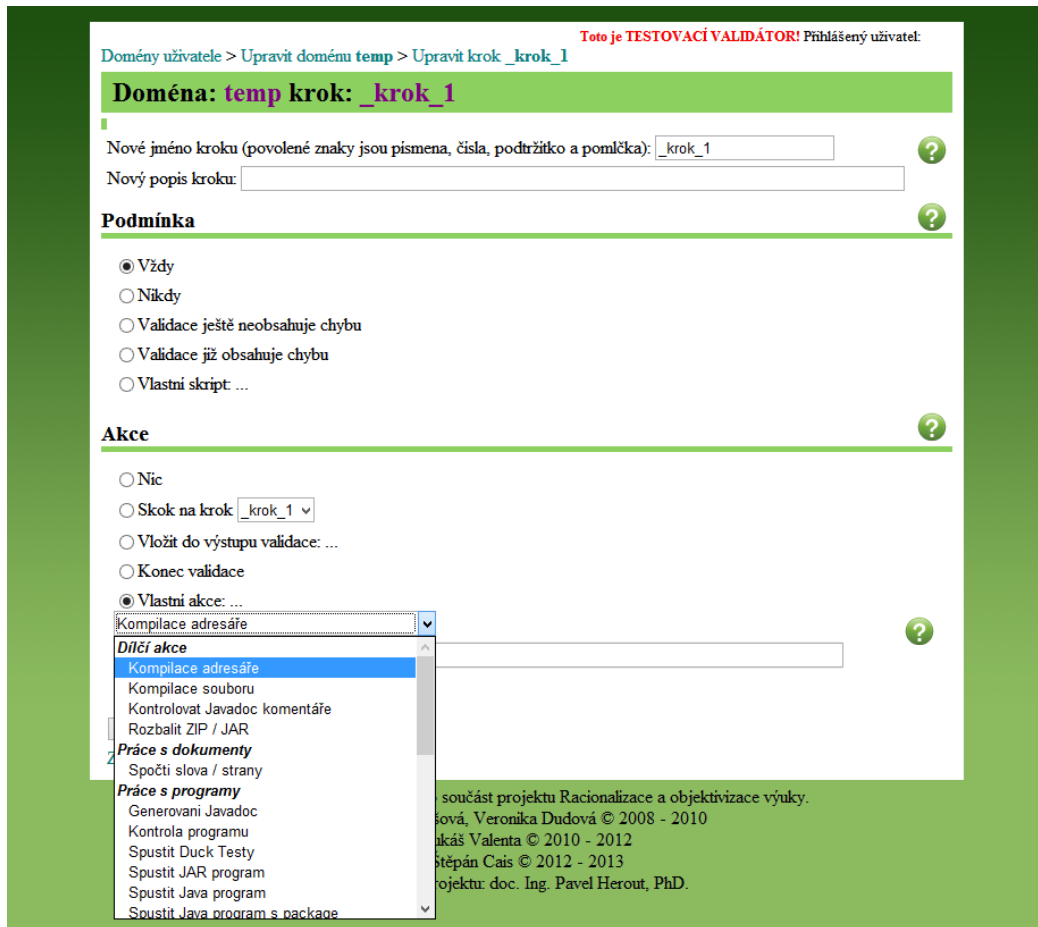 Toto je TESTOVACÍ VALIDÁTOR! Přihlášený uživatel:
Domény uživatele > Upravit doménu temp > Upravit krok _krok_1
Doména: temp krok: _krok_1
Nové jméno kroku (povolené znaky jsou písmena, čísla, podtržítko a pomlčka): _krok_1
Nový popis kroku:
Podmínka
Vždy
Nikdy
Validace ještě neobsahuje chybu
Validace již obsahuje chybu
Vlastní skript: ...
Akce
Nic
Skok na krok _krok_1
Vložit do výstupu validace: ...
Konec validace
Vlastní akce: ...
Kompilace adresáře
Dílčí akce
Kompilace adresáře
Kompilace souboru
Kontrolovat Javadoc komentáře
Rozbalit ZIP / JAR
Práce s dokumenty
Spočti slova / strany
Práce s programy
Generovani Javadoc
Kontrola programu
Spustit Duck Testy
Spustit JAR program
Spustit Java program
Spustit Java program s package
součást projektu Racionalizace a objektivizace výuky.
Veronika Dudová © 2008 - 2010
Valenta © 2010 - 2012
Štěpán Cais © 2012 - 2013
doc. Ing. Pavel Herout, PhD.